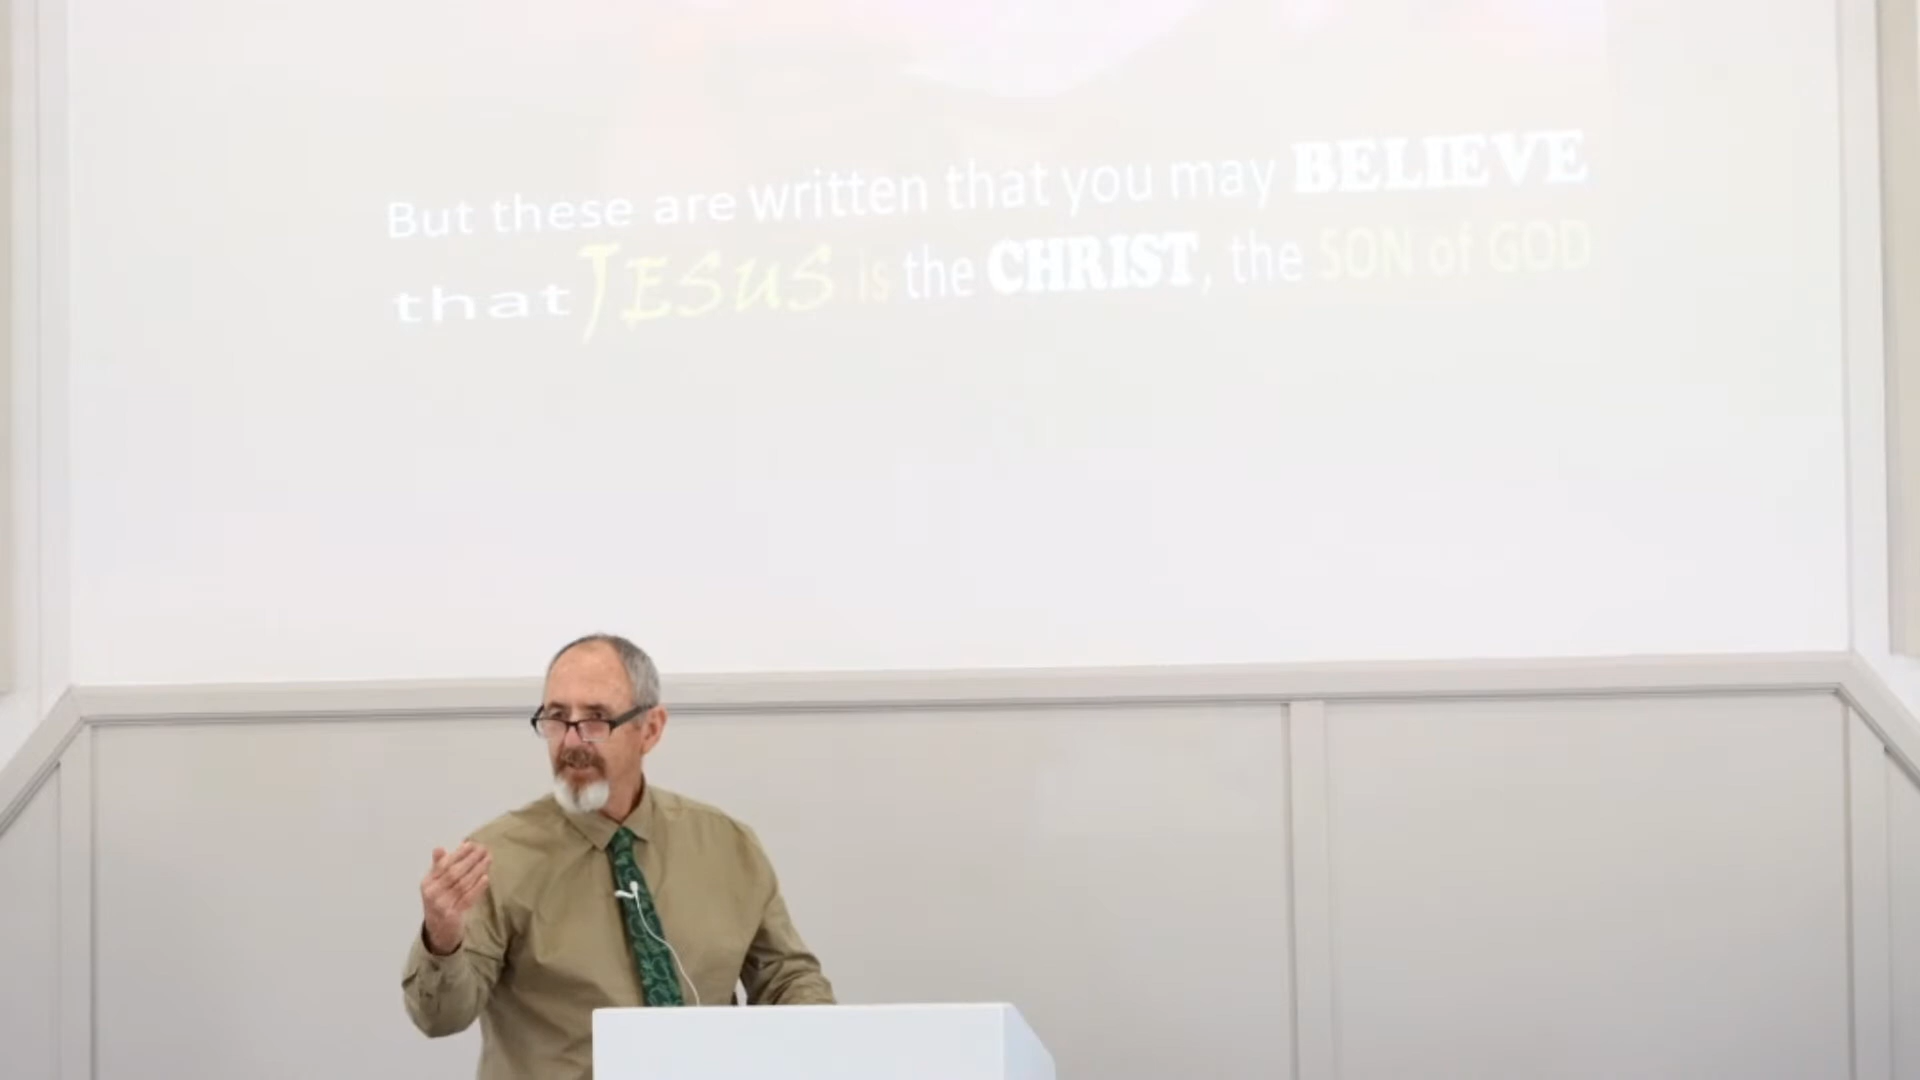 But these are written that you may BELIEVE
that JESUS is the CHRIST, the SON of GOD